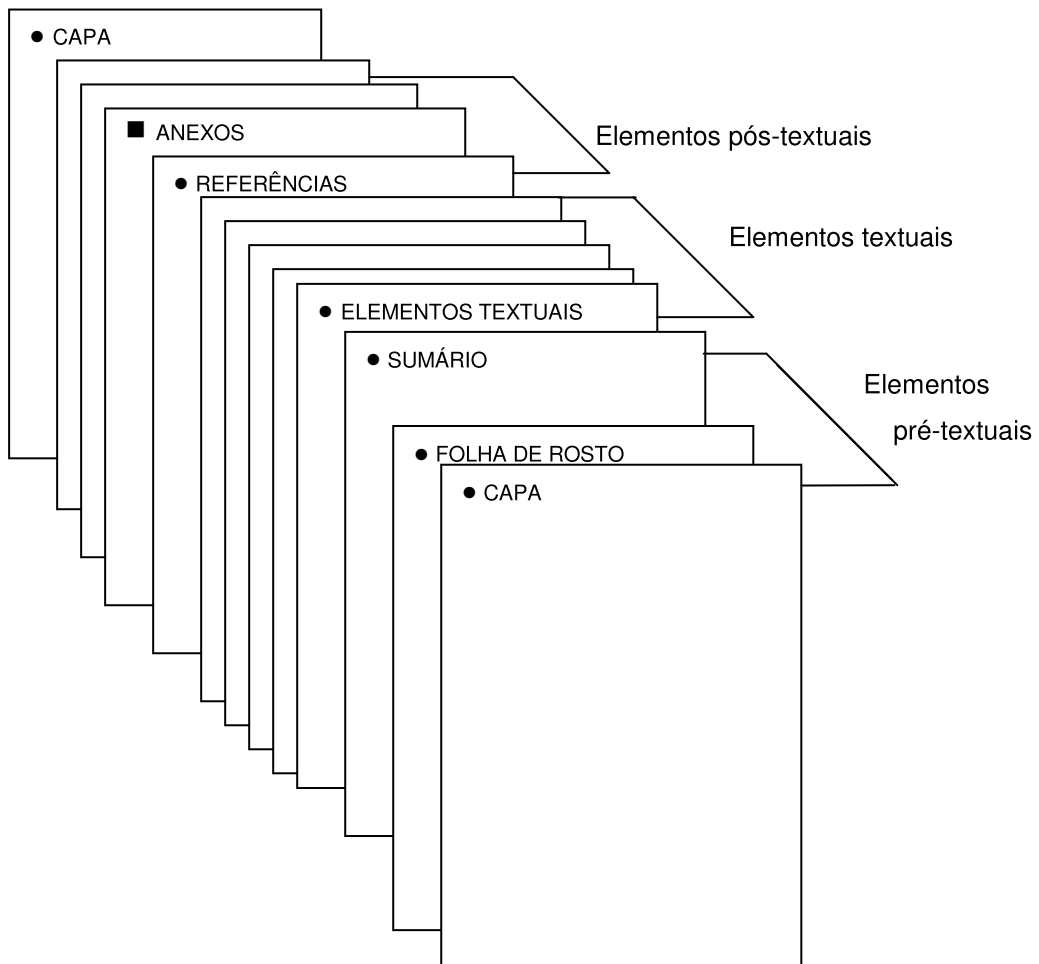 ● CAPA
■ ANEXOS
Elementos pós-textuais
● REFERÊNCIAS
Elementos textuais
● ELEMENTOS TEXTUAIS
● SUMÁRIO
Elementos
pré-textuais
● FOLHA DE ROSTO
● CAPA